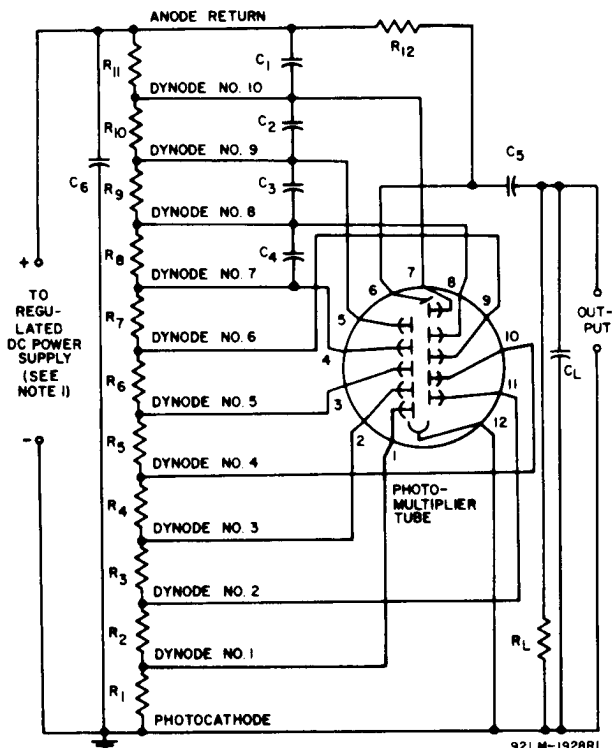 ANODE RETURN
R12
R11
C1
DYNODE NO. 10
R10
C2
DYNODE NO. 9
C6
R9
C3
C5
DYNODE NO. 8
R8
C4
DYNODE NO. 7
+
TO
REGU-
LATED
DC POWER
SUPPLY
(SEE
NOTE 1)
-
R7
DYNODE NO. 6
R6
DYNODE NO. 5
R5
DYNODE NO. 4
R4
DYNODE NO. 3
R3
DYNODE NO. 2
R2
DYNODE NO. 1
R1
PHOTOCATHODE
6
7
8
5
9
4
10
3
11
2
12
1
PHOTO-
MULTIPLIER
TUBE
OUT-
PUT
CL
RL
92LM-1928R1